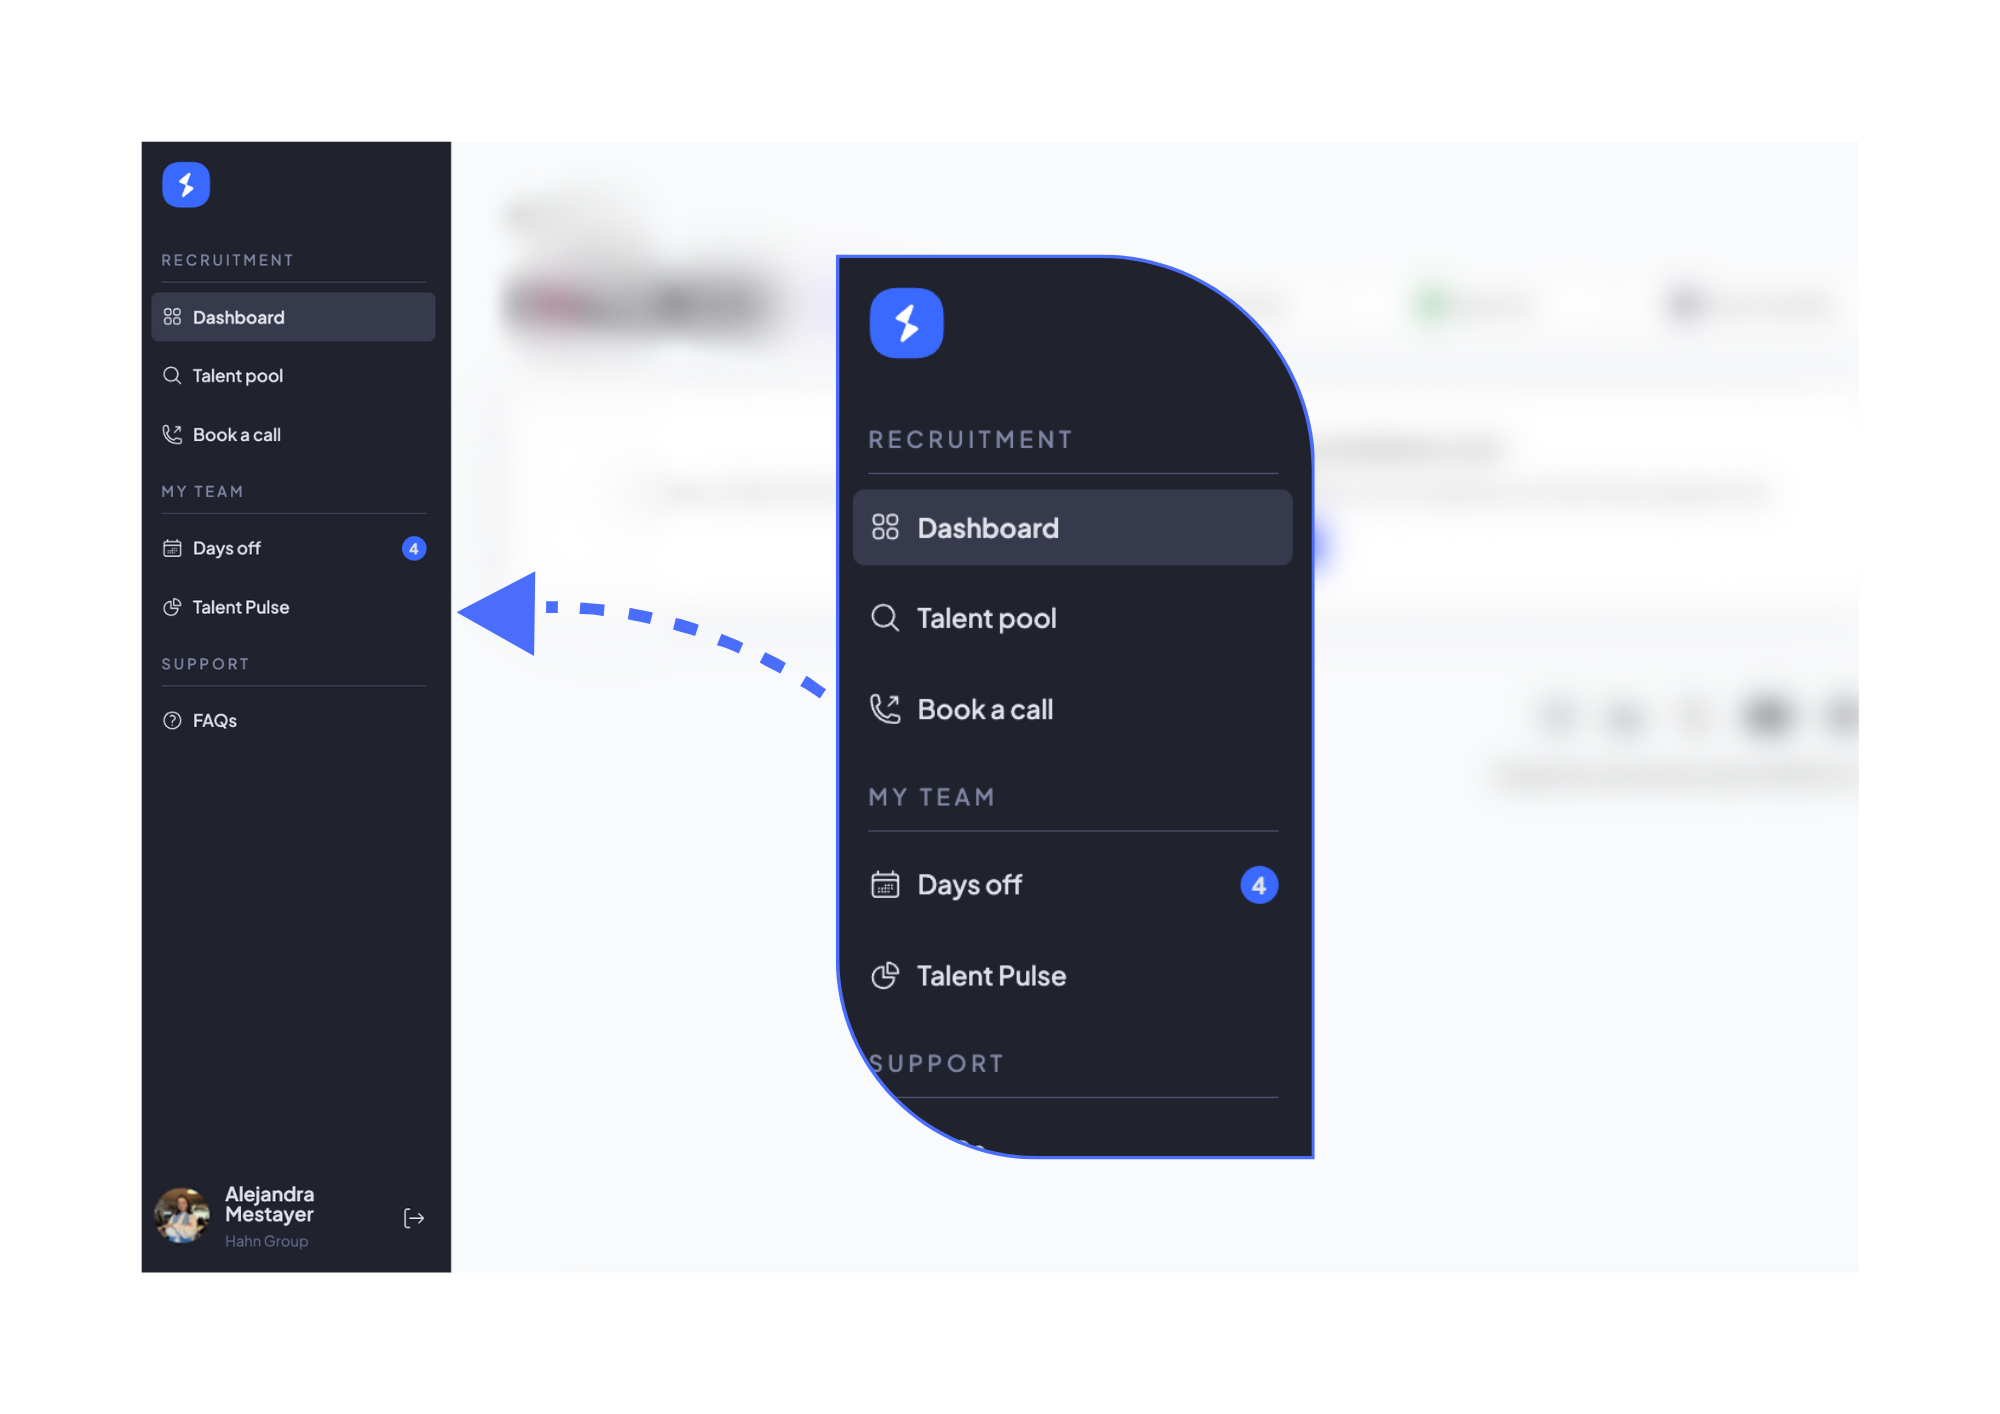 RECRUITMENT
Dashboard
Talent pool
Book a call
MY TEAM
Days off 4
Talent Pulse
SUPPORT
FAQs
Alejandra
Mestayer
Hahn Group
RECRUITMENT
Dashboard
Talent pool
Book a call
MY TEAM
Days off 4
Talent Pulse
SUPPORT